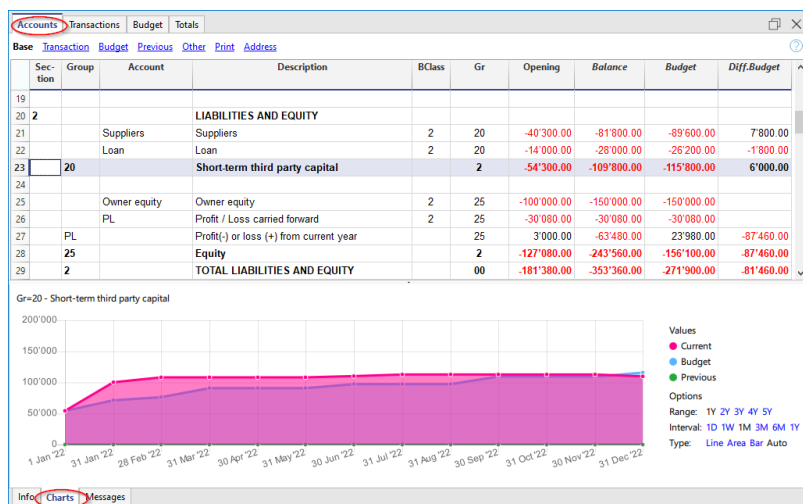 Accounts Transactions Budget Totals
Base Transaction Budget Previous Other Print Address
Sec-tion Group Account Description BClass Gr Opening Balance Budget Diff.Budget
19
20 2 LIABILITIES AND EQUITY
21 Suppliers Suppliers 2 20 -40'300.00 -81'800.00 -89'600.00 7'800.00
22 Loan Loan 2 20 -14'000.00 -28'000.00 -26'200.00 -1'800.00
23 20 Short-term third party capital 2 -54'300.00 -109'800.00 -115'800.00 6'000.00
24
25 Owner equity Owner equity 2 25 -100'000.00 -150'000.00 -150'000.00
26 PL Profit / Loss carried forward 2 25 -30'080.00 -30'080.00 -30'080.00
27 PL Profit(-) or loss (+) from current year 25 3'000.00 -63'480.00 23'980.00 -87'460.00
28 25 Equity 2 -127'080.00 -243'560.00 -156'100.00 -87'460.00
29 2 TOTAL LIABILITIES AND EQUITY 00 -181'380.00 -353'360.00 -271'900.00 -81'460.00
Gr=20 - Short-term third party capital
200'000
150'000
100'000
50'000
0
1 Jan '22 31 Jan '22 28 Feb '22 31 Mar '22 30 Apr '22 31 May '22 30 Jun '22 31 Jul '22 31 Aug '22 30 Sep '22 31 Oct '22 30 Nov '22 31 Dec '22
Values
Current
Budget
Previous
Options
Range: 1Y 2Y 3Y 4Y 5Y
Interval: 1D 1W 1M 3M 6M 1Y
Type: Line Area Bar Auto
Info Charts Messages